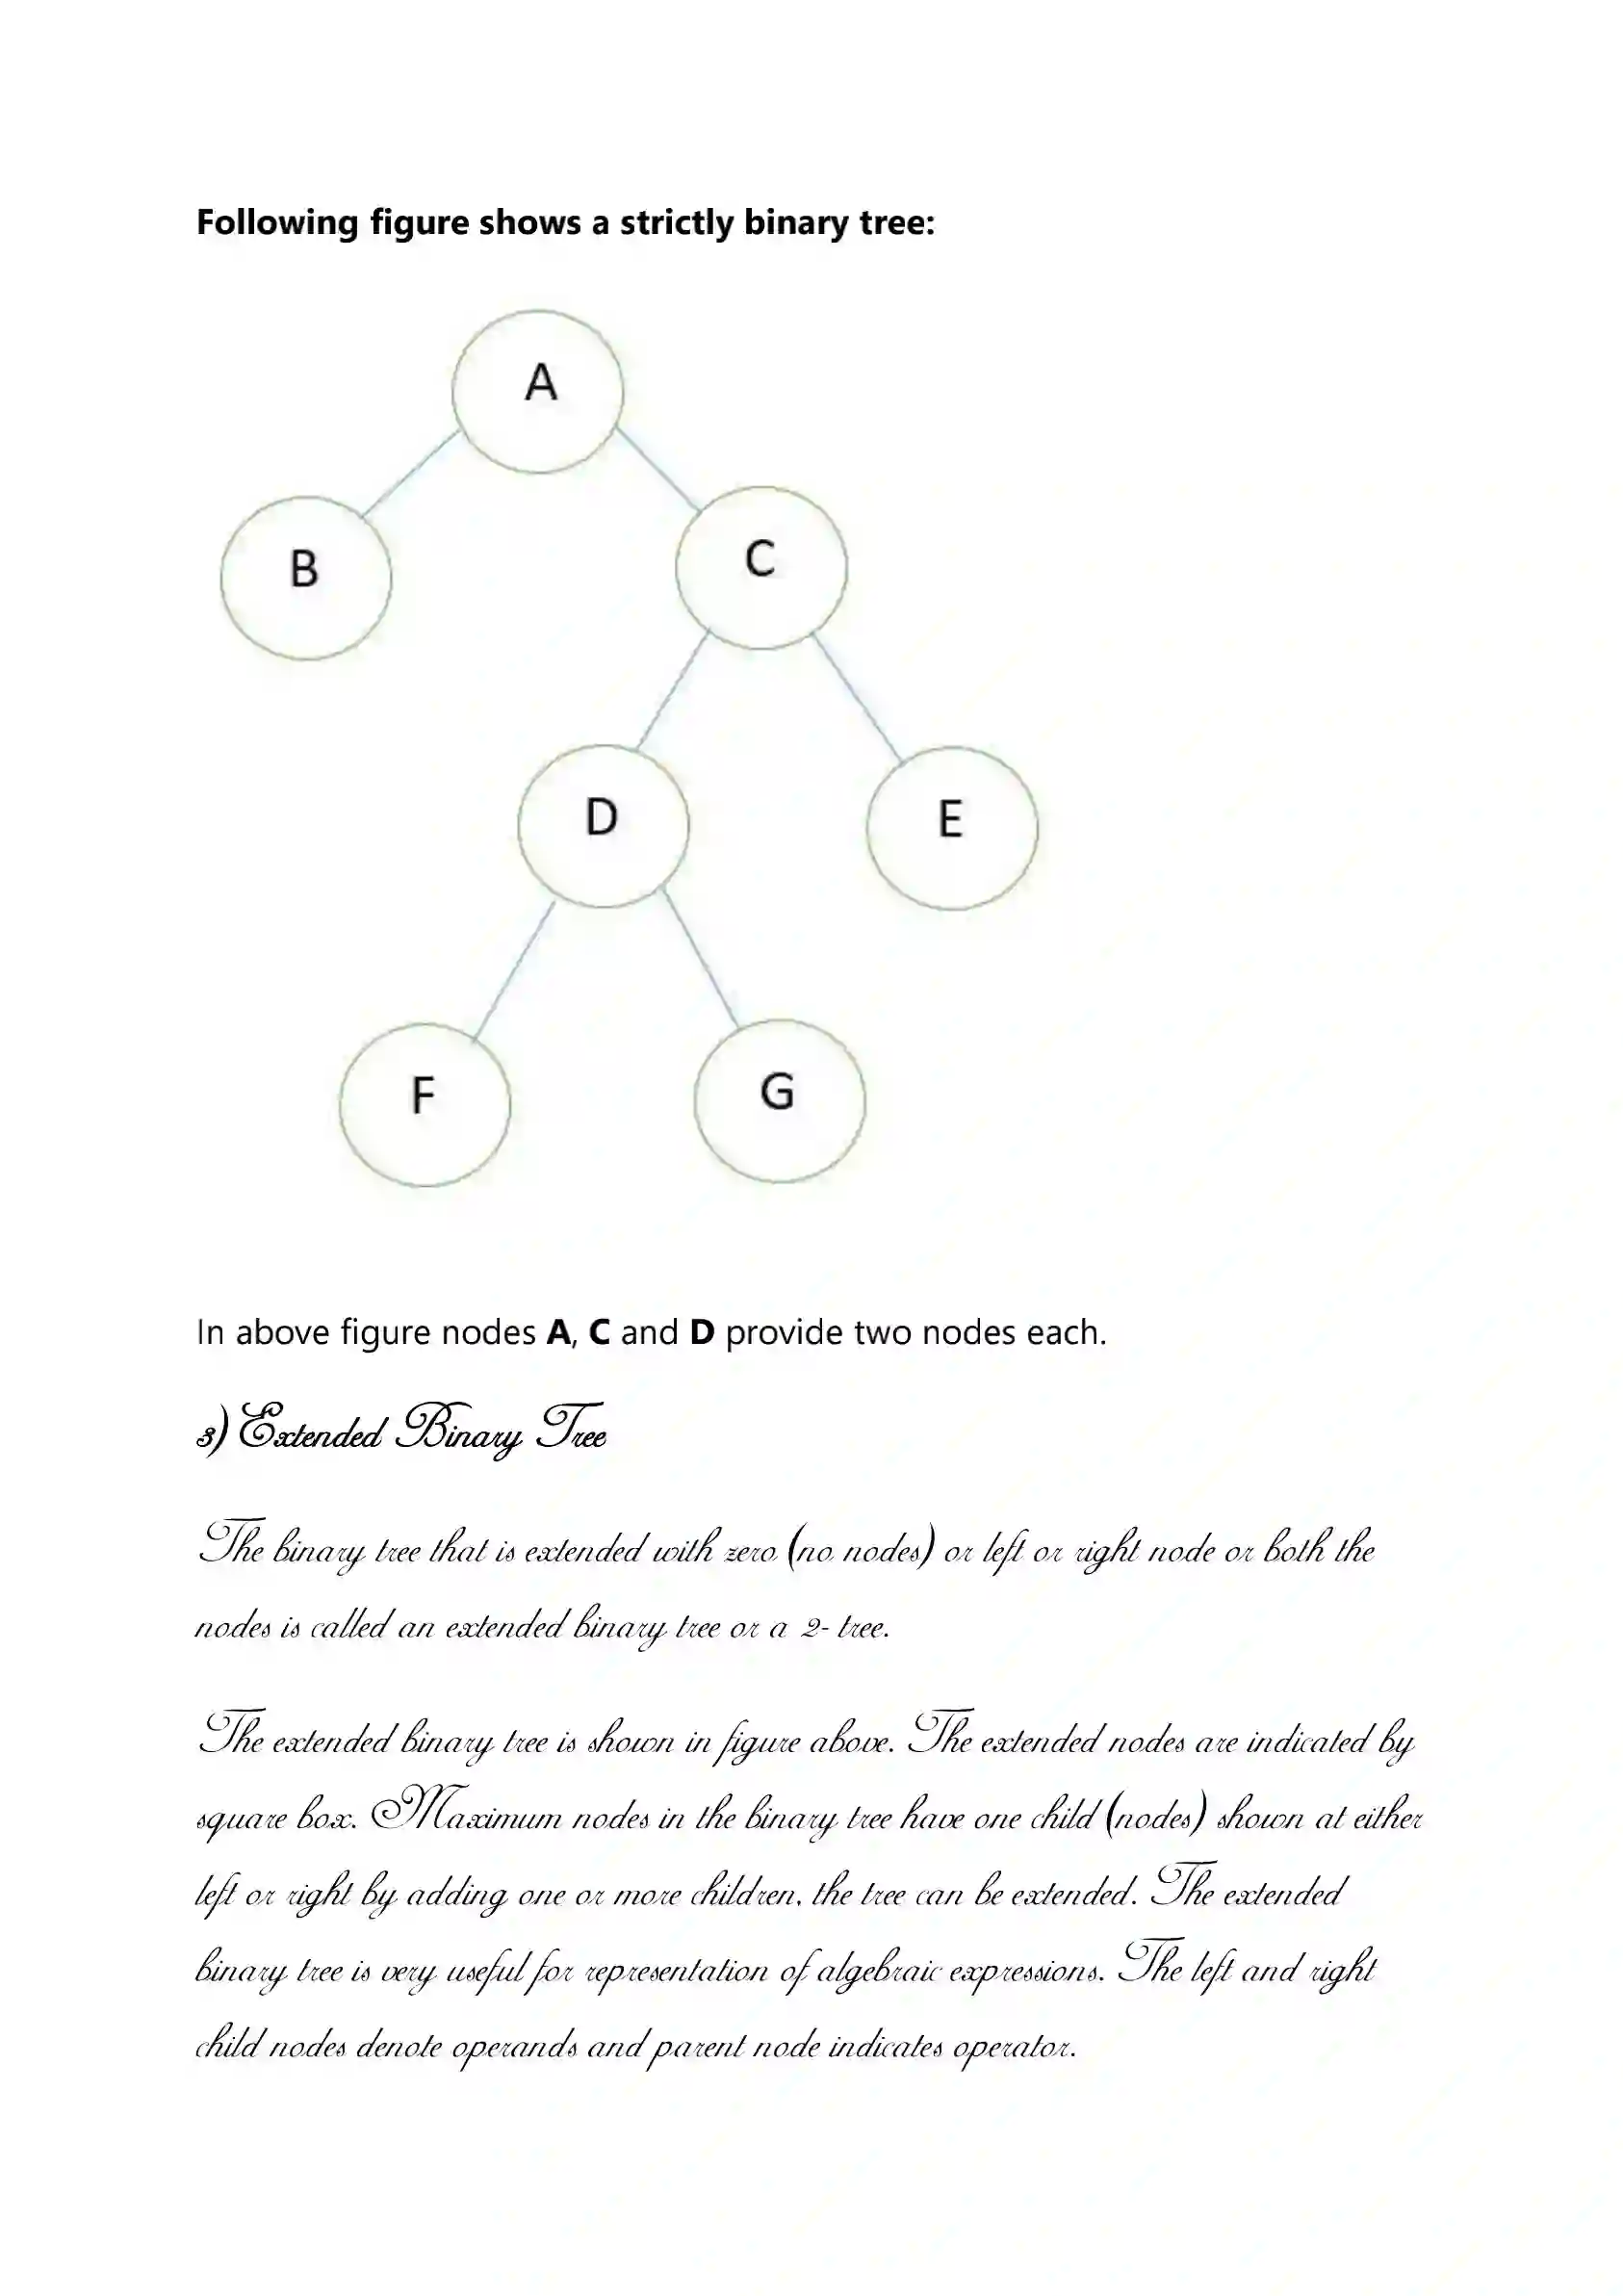 Following figure shows a strictly binary tree:
A
B
C
D
E
F
G
In above figure nodes A, C and D provide two nodes each.
3) Extended Binary Tree
The binary tree that is extended with zero (no nodes) or left or right node or both the
nodes is called an extended binary tree or a 2- tree.
The extended binary tree is shown in figure above. The extended nodes are indicated by
square box. Maximum nodes in the binary tree have one child (nodes) shown at either
left or right by adding one or more children, the tree can be extended. The extended
binary tree is very useful for representation of algebraic expressions. The left and right
child nodes denote operands and parent node indicates operator.